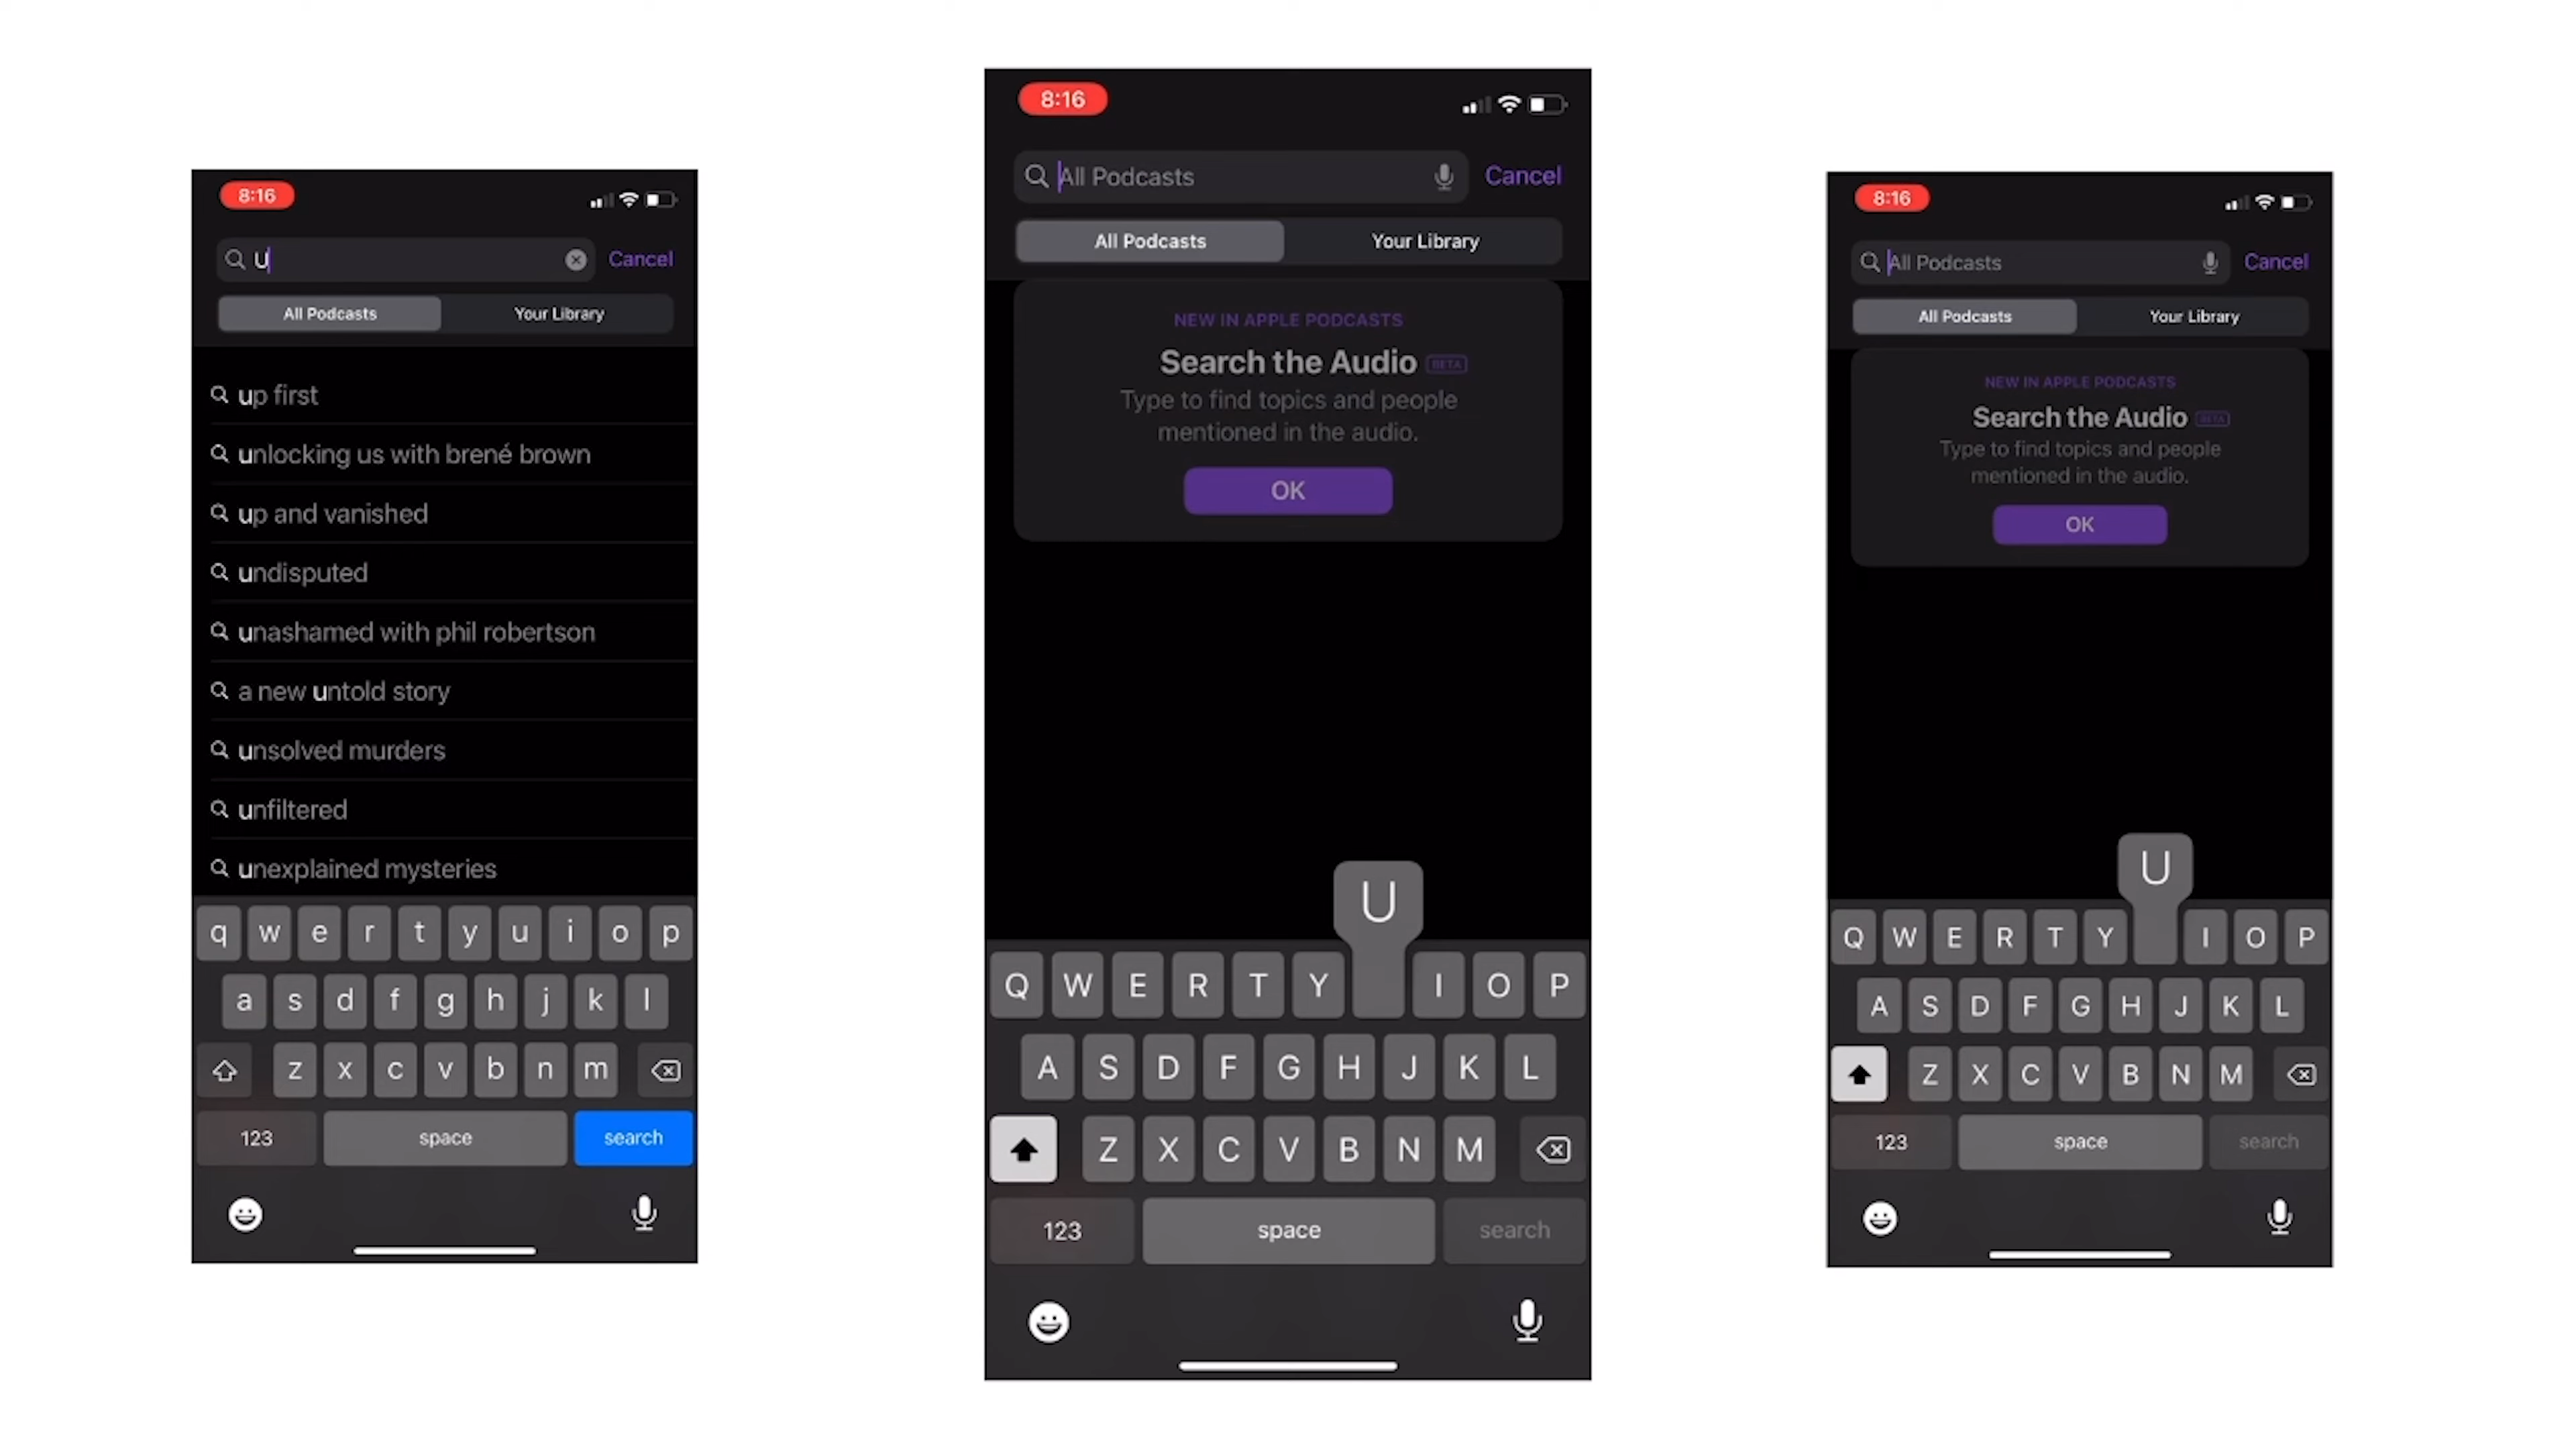 8:16
U
Cancel
All Podcasts
Your Library
up first
unlocking us with brené brown
up and vanished
undisputed
unashamed with phil robertson
a new untold story
unsolved murders
unfiltered
unexplained mysteries
q w e r t y u i o p
a s d f g h j k l
z x c v b n m
123
space
search
8:16
All Podcasts
Cancel
All Podcasts
Your Library
NEW IN APPLE PODCASTS
Search the Audio BETA
Type to find topics and people
mentioned in the audio.
OK
U
Q W E R T Y I O P
A S D F G H J K L
Z X C V B N M
123
space
search
8:16
All Podcasts
Cancel
All Podcasts
Your Library
NEW IN APPLE PODCASTS
Search the Audio BETA
Type to find topics and people
mentioned in the audio.
OK
U
Q W E R T Y I O P
A S D F G H J K L
Z X C V B N M
123
space
search